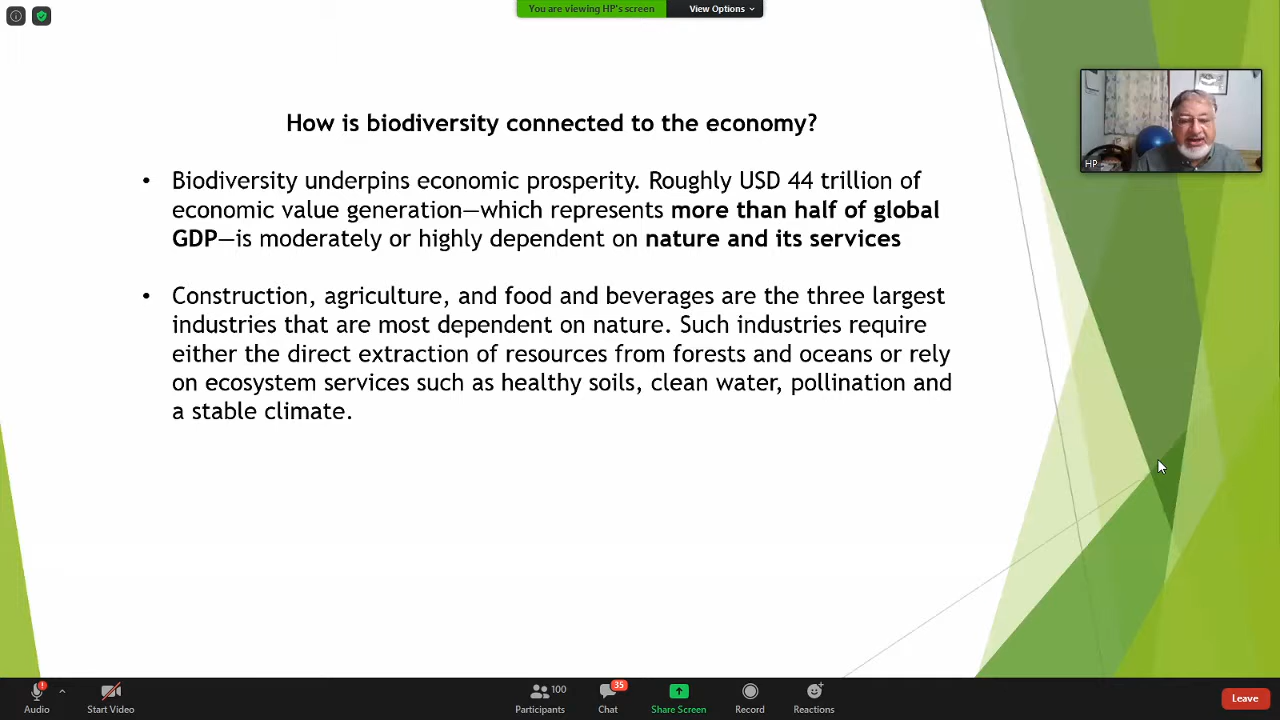 You are viewing HP's screen
View Options
How is biodiversity connected to the economy?
• Biodiversity underpins economic prosperity. Roughly USD 44 trillion of
economic value generation—which represents more than half of global
GDP—is moderately or highly dependent on nature and its services
• Construction, agriculture, and food and beverages are the three largest
industries that are most dependent on nature. Such industries require
either the direct extraction of resources from forests and oceans or rely
on ecosystem services such as healthy soils, clean water, pollination and
a stable climate.
HP
Audio
Start Video
Participants
100
Chat
35
Share Screen
Record
Reactions
Leave